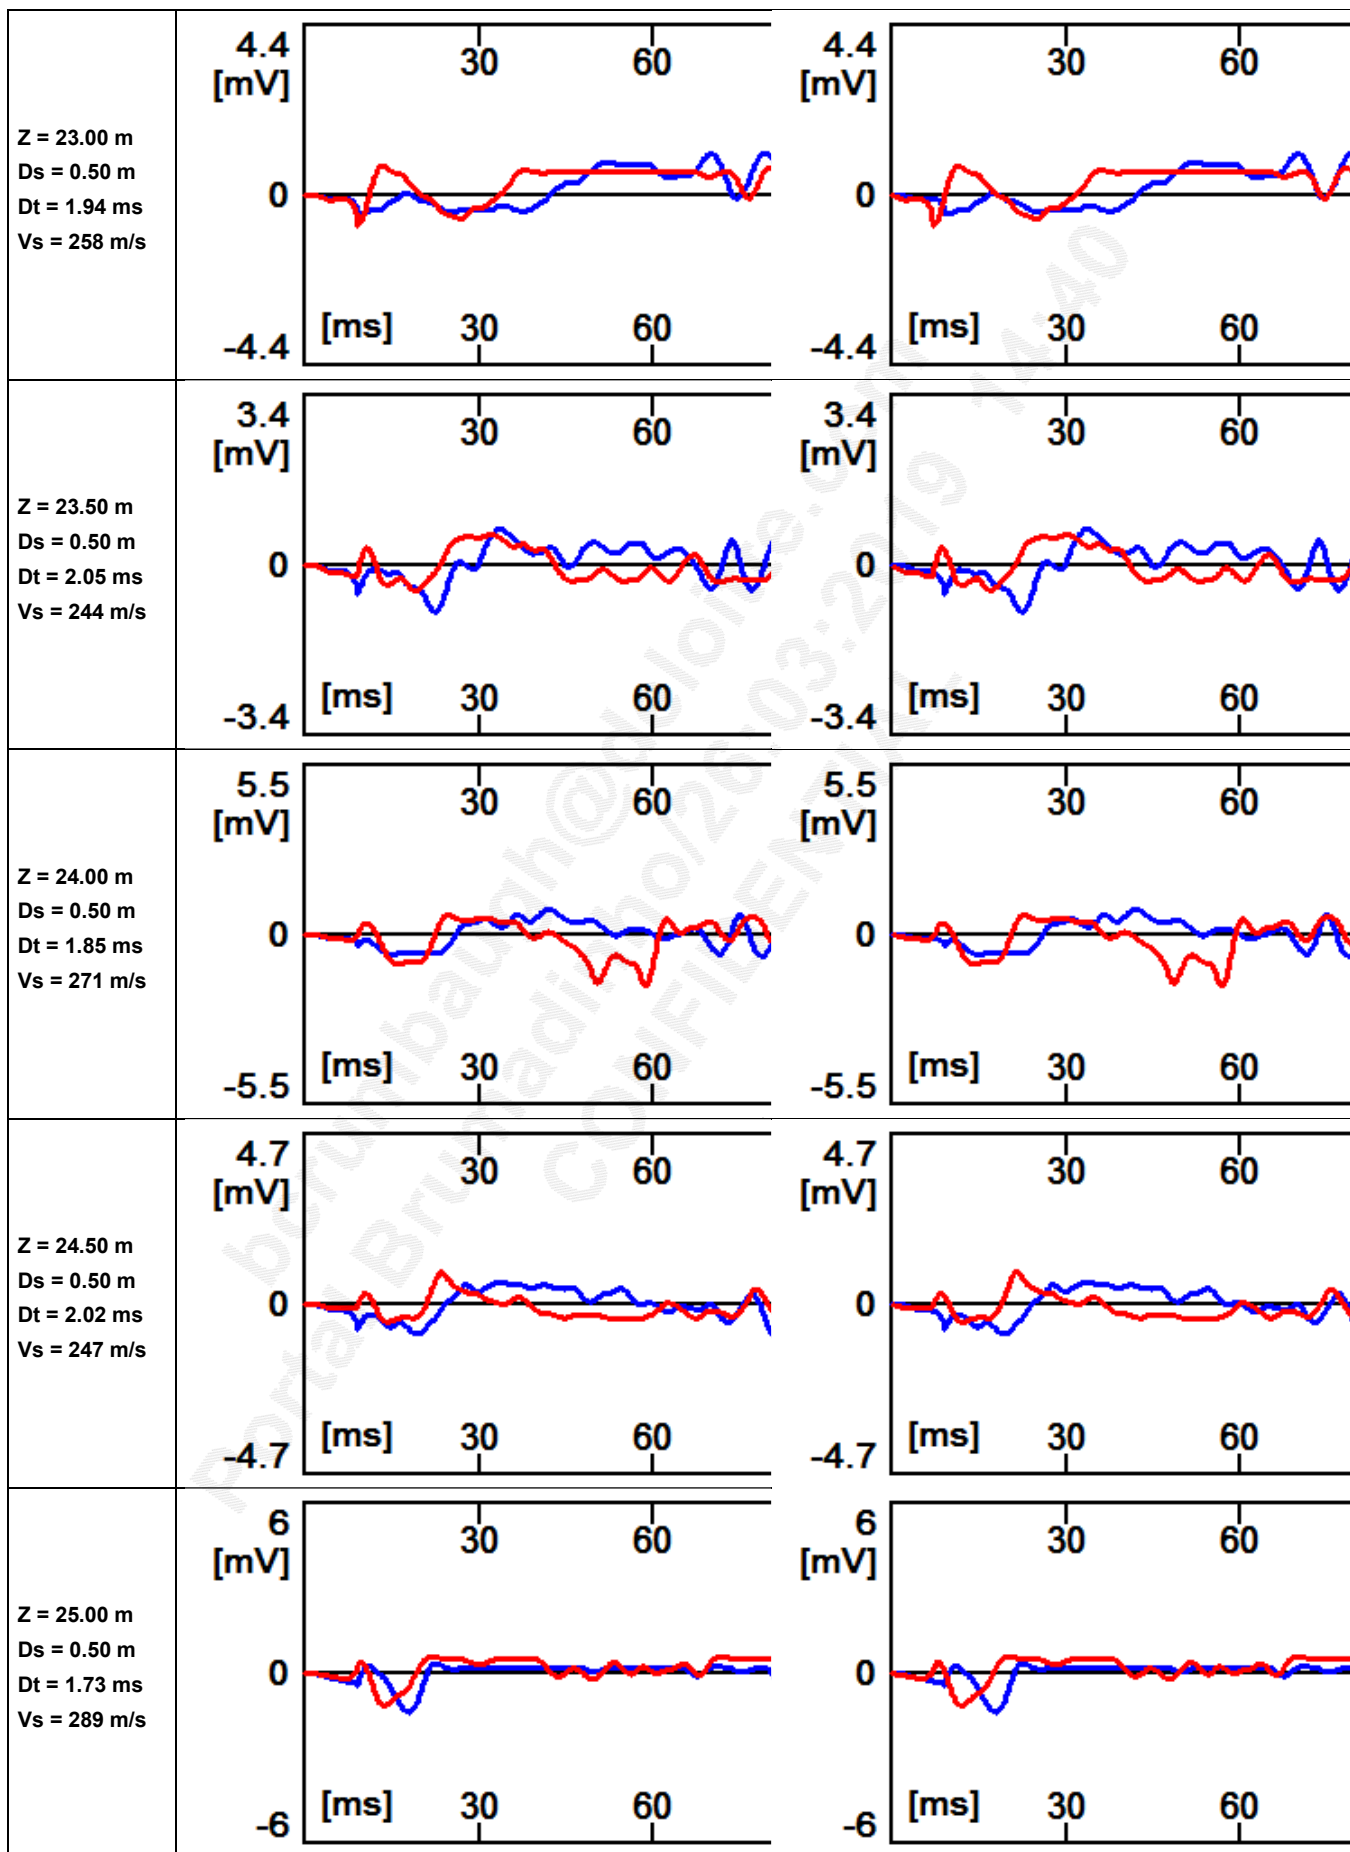 Z = 23.00 m
Ds = 0.50 m
Dt = 1.94 ms
Vs = 258 m/s
4.4 30 60 4.4 30 60
[mV] [mV]
0 0
[ms] 30 60 [ms] 30 60
-4.4 -4.4
Z = 23.50 m
Ds = 0.50 m
Dt = 2.05 ms
Vs = 244 m/s
3.4 30 60 3.4 30 60
[mV] [mV]
0 0
[ms] 30 60 [ms] 30 60
-3.4 -3.4
Z = 24.00 m
Ds = 0.50 m
Dt = 1.85 ms
Vs = 271 m/s
5.5 30 60 5.5 30 60
[mV] [mV]
0 0
[ms] 30 60 [ms] 30 60
-5.5 -5.5
Z = 24.50 m
Ds = 0.50 m
Dt = 2.02 ms
Vs = 247 m/s
4.7 30 60 4.7 30 60
[mV] [mV]
0 0
[ms] 30 60 [ms] 30 60
-4.7 -4.7
Z = 25.00 m
Ds = 0.50 m
Dt = 1.73 ms
Vs = 289 m/s
6 30 60 6 30 60
[mV] [mV]
0 0
[ms] 30 60 [ms] 30 60
-6 -6
Portal Brumadinho/26:03:2019 14:40
CONFIDENTIAL